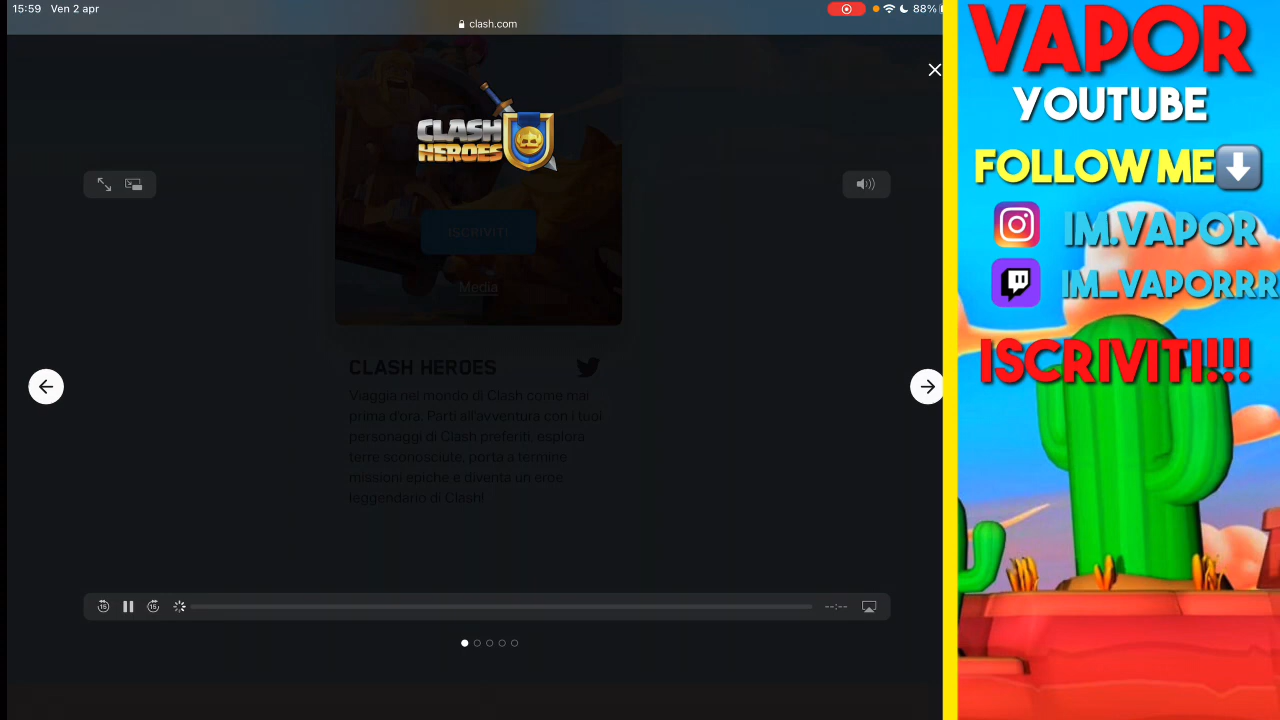 15:59 Ven 2 apr
88%
clash.com
CLASH
HEROES
ISCRIVITI
Media
CLASH HEROES
Viaggia nel mondo di Clash come mai
prima d'ora. Parti all'avventura con i tuoi
personaggi di Clash preferiti, esplora
terre sconosciute, porta a termine
missioni epiche e diventa un eroe
leggendario di Clash!
15
15
--:--
VAPOR
YOUTUBE
FOLLOW ME
IM.VAPOR
IM_VAPORRR
ISCRIVITI!!!